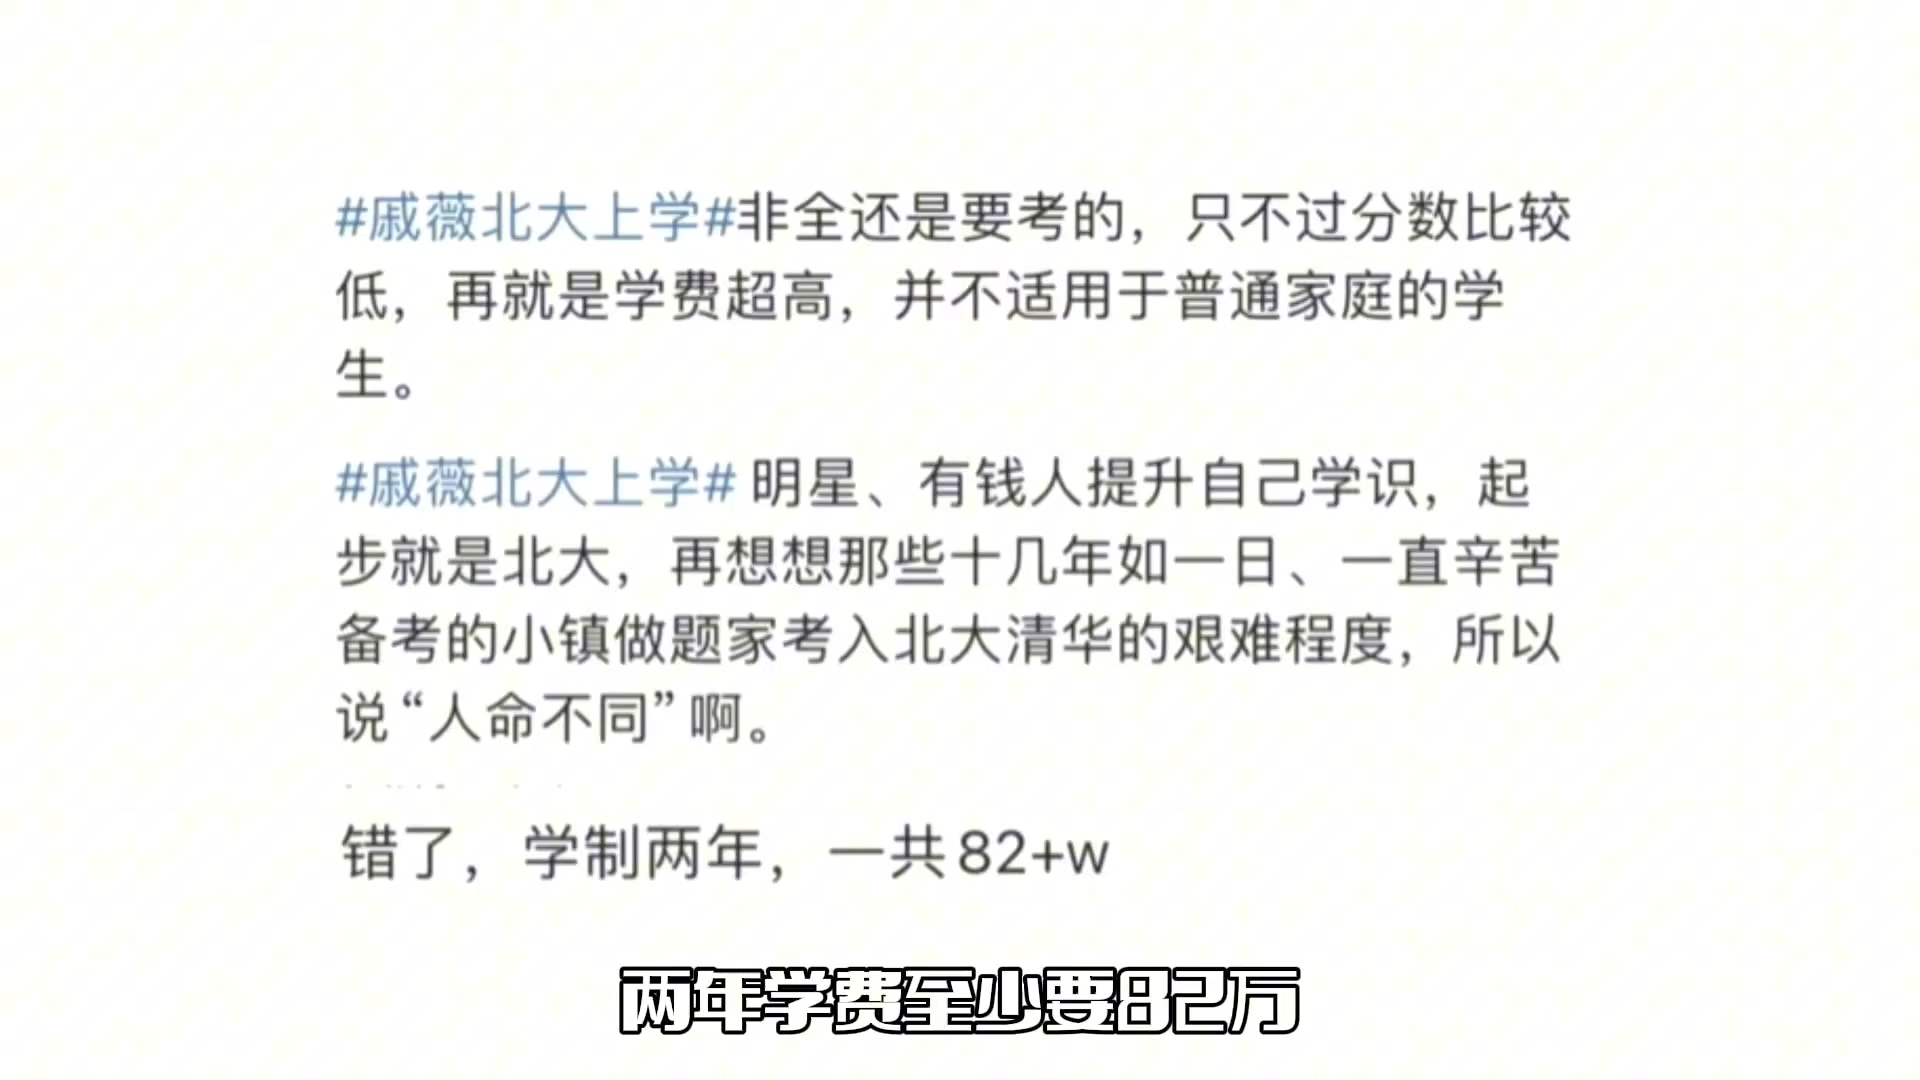 #戚薇北大上学#非全还是要考的，只不过分数比较
低，再就是学费超高，并不适用于普通家庭的学
生。
#戚薇北大上学# 明星、有钱人提升自己学识，起
步就是北大，再想想那些十几年如一日、一直辛苦
备考的小镇做题家考入北大清华的艰难程度，所以
说“人命不同”啊。
错了，学制两年，一共82+w
两年学费至少要82万